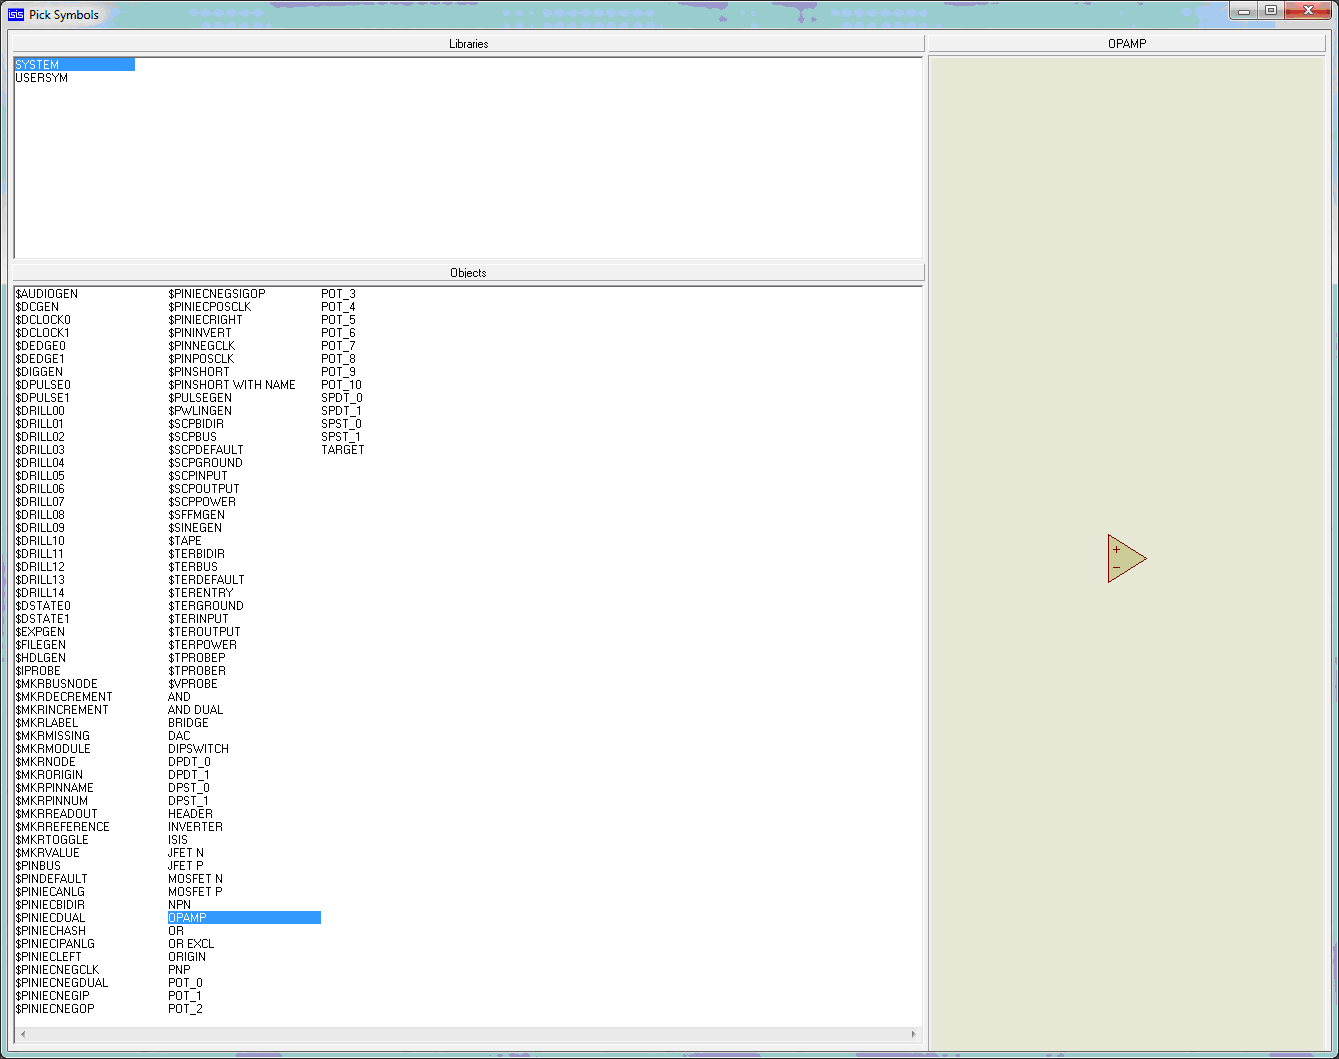 isis Pick Symbols
Libraries
SYSTEM
USERSYM
Objects
$AUDIOGEN
$DCGEN
$DCLOCK0
$DCLOCK1
$DEDGE0
$DEDGE1
$DIGGEN
$DPULSE0
$DPULSE1
$DRILL00
$DRILL01
$DRILL02
$DRILL03
$DRILL04
$DRILL05
$DRILL06
$DRILL07
$DRILL08
$DRILL09
$DRILL10
$DRILL11
$DRILL12
$DRILL13
$DRILL14
$DSTATE0
$DSTATE1
$EXPGEN
$FILEGEN
$HDLGEN
$IPROBE
$MKRBUSNODE
$MKRDECREMENT
$MKRINCREMENT
$MKRLABEL
$MKRMISSING
$MKRMODULE
$MKRNODE
$MKRORIGIN
$MKRPINNAME
$MKRPINNUM
$MKRREADOUT
$MKRREFERENCE
$MKRTOGGLE
$MKRVALUE
$PINBUS
$PINDEFAULT
$PINIECANLG
$PINIECBIDIR
$PINIECDUAL
$PINIECHASH
$PINIECIPANLG
$PINIECLEFT
$PINIECNEGCLK
$PINIECNEGDUAL
$PINIECNEGIP
$PINIECNEGOP
$PINIECNEGSIGOP
$PINIECPOSCLK
$PINIECRIGHT
$PININVERT
$PINNEGCLK
$PINPOSCLK
$PINSHORT
$PINSHORT WITH NAME
$PULSEGEN
$PWLINGEN
$SCPBIDIR
$SCPBUS
$SCPDEFAULT
$SCPGROUND
$SCPINPUT
$SCPOUTPUT
$SCPPOWER
$SFFMGEN
$SINEGEN
$TAPE
$TERBIDIR
$TERBUS
$TERDEFAULT
$TERENTRY
$TERGROUND
$TERINPUT
$TEROUTPUT
$TERPOWER
$TPROBEP
$TPROBER
$VPROBE
AND
AND DUAL
BRIDGE
DAC
DIPSWITCH
DPDT_0
DPDT_1
DPST_0
DPST_1
HEADER
INVERTER
ISIS
JFET N
JFET P
MOSFET N
MOSFET P
NPN
OPAMP
OR
OR EXCL
ORIGIN
PNP
POT_0
POT_1
POT_2
POT_3
POT_4
POT_5
POT_6
POT_7
POT_8
POT_9
POT_10
SPDT_0
SPDT_1
SPST_0
SPST_1
TARGET
OPAMP
+
−